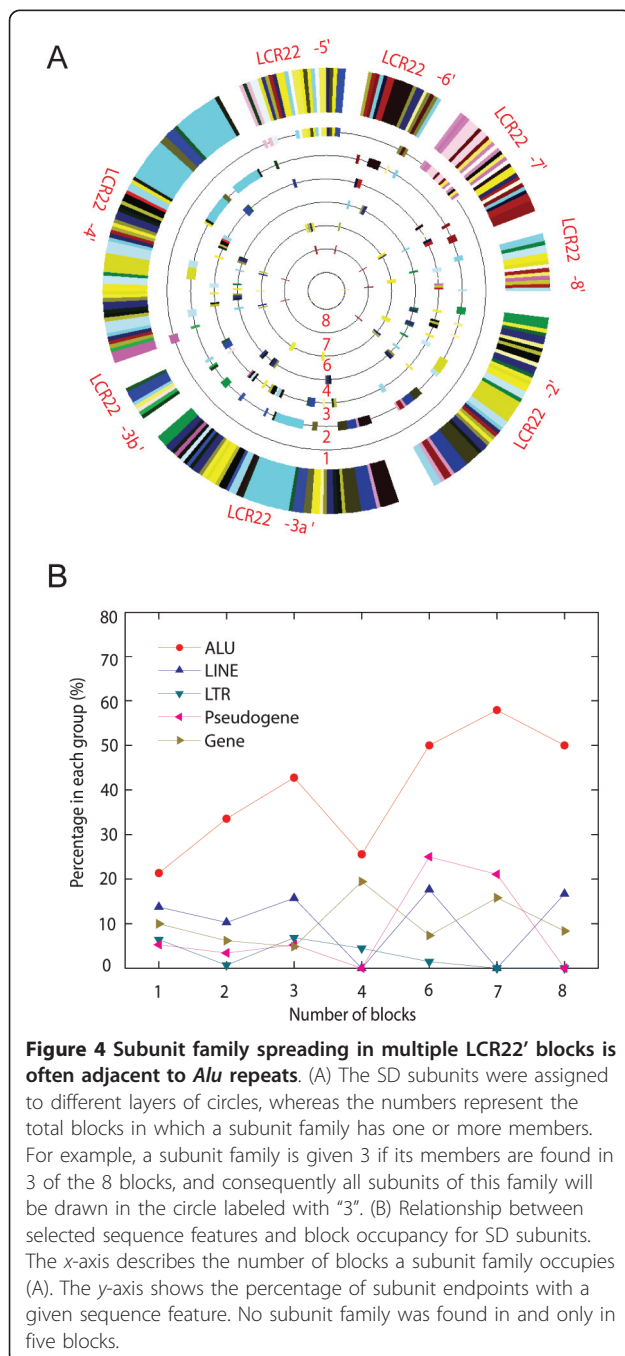 A
LCR22 -5'
LCR22 -6'
LCR22 -7'
LCR22 -8'
LCR22 -2'
LCR22 -3a'
LCR22 -3b'
LCR22 -4'
8
7
6
4
3
2
1
B
80
70
60
50
40
30
20
10
0
Percentage in each group (%)
ALU
LINE
LTR
Pseudogene
Gene
1 2 3 4 6 7 8
Number of blocks
Figure 4 Subunit family spreading in multiple LCR22’ blocks is
often adjacent to Alu repeats. (A) The SD subunits were assigned
to different layers of circles, whereas the numbers represent the
total blocks in which a subunit family has one or more members.
For example, a subunit family is given 3 if its members are found in
3 of the 8 blocks, and consequently all subunits of this family will
be drawn in the circle labeled with “3”. (B) Relationship between
selected sequence features and block occupancy for SD subunits.
The x-axis describes the number of blocks a subunit family occupies
(A). The y-axis shows the percentage of subunit endpoints with a
given sequence feature. No subunit family was found in and only in
five blocks.